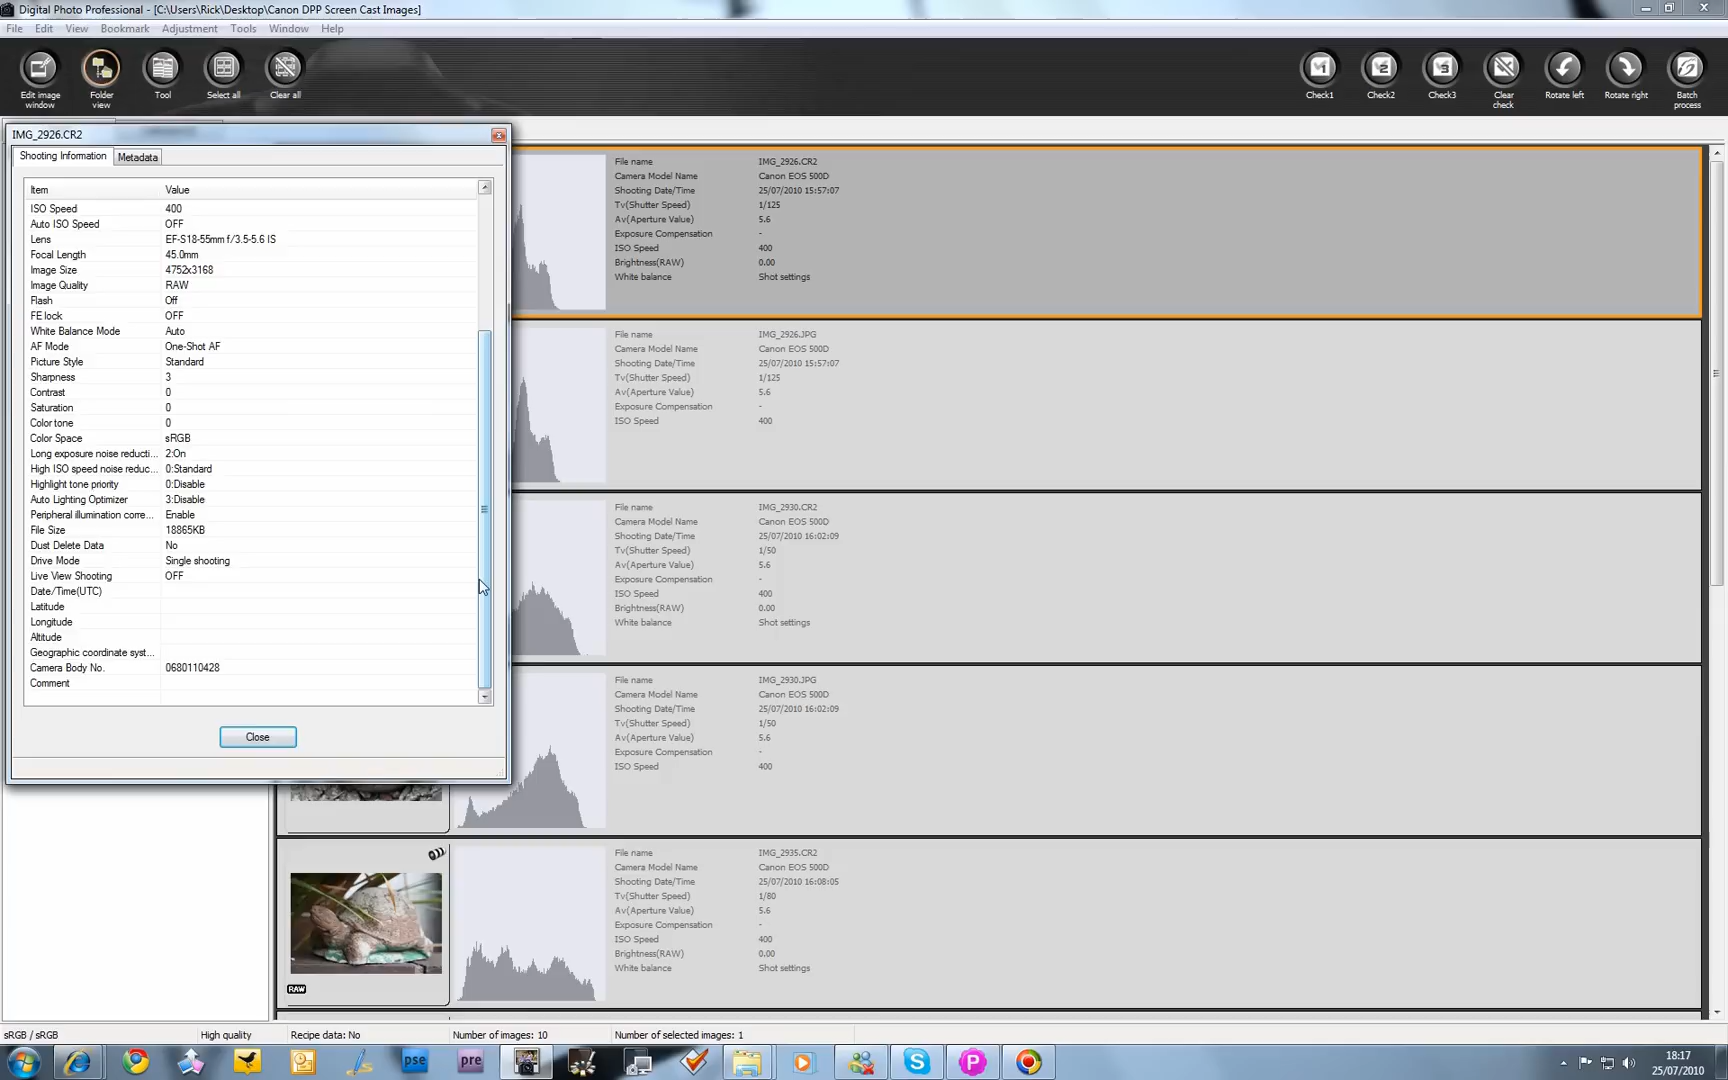 Digital Photo Professional - [C:\Users\Rick\Desktop\Canon DPP Screen Cast Images]
File Edit View Bookmark Adjustment Tools Window Help
Edit image window
Folder view
Tool
Select all
Clear all
Check1
Check2
Check3
Clear check
Rotate left
Rotate right
Batch process
IMG_2926.CR2
Shooting Information Metadata
Item Value
ISO Speed 400
Auto ISO Speed OFF
Lens EF-S18-55mm f/3.5-5.6 IS
Focal Length 45.0mm
Image Size 4752x3168
Image Quality RAW
Flash Off
FE lock OFF
White Balance Mode Auto
AF Mode One-Shot AF
Picture Style Standard
Sharpness 3
Contrast 0
Saturation 0
Color tone 0
Color Space sRGB
Long exposure noise reducti... 2:On
High ISO speed noise reduc... 0:Standard
Highlight tone priority 0:Disable
Auto Lighting Optimizer 3:Disable
Peripheral illumination corre... Enable
File Size 18865KB
Dust Delete Data No
Drive Mode Single shooting
Live View Shooting OFF
Date/Time(UTC)
Latitude
Longitude
Altitude
Geographic coordinate syst...
Camera Body No. 0680110428
Comment
Close
File name IMG_2926.CR2
Camera Model Name Canon EOS 500D
Shooting Date/Time 25/07/2010 15:57:07
Tv(Shutter Speed) 1/125
Av(Aperture Value) 5.6
Exposure Compensation -
ISO Speed 400
Brightness(RAW) 0.00
White balance Shot settings
File name IMG_2926.JPG
Camera Model Name Canon EOS 500D
Shooting Date/Time 25/07/2010 15:57:07
Tv(Shutter Speed) 1/125
Av(Aperture Value) 5.6
Exposure Compensation -
ISO Speed 400
File name IMG_2930.CR2
Camera Model Name Canon EOS 500D
Shooting Date/Time 25/07/2010 16:02:09
Tv(Shutter Speed) 1/50
Av(Aperture Value) 5.6
Exposure Compensation -
ISO Speed 400
Brightness(RAW) 0.00
White balance Shot settings
File name IMG_2930.JPG
Camera Model Name Canon EOS 500D
Shooting Date/Time 25/07/2010 16:02:09
Tv(Shutter Speed) 1/50
Av(Aperture Value) 5.6
Exposure Compensation -
ISO Speed 400
RAW
File name IMG_2935.CR2
Camera Model Name Canon EOS 500D
Shooting Date/Time 25/07/2010 16:08:05
Tv(Shutter Speed) 1/80
Av(Aperture Value) 5.6
Exposure Compensation -
ISO Speed 400
Brightness(RAW) 0.00
White balance Shot settings
sRGB / sRGB High quality Recipe data: No Number of images: 10 Number of selected images: 1
pse pre
18:17
25/07/2010